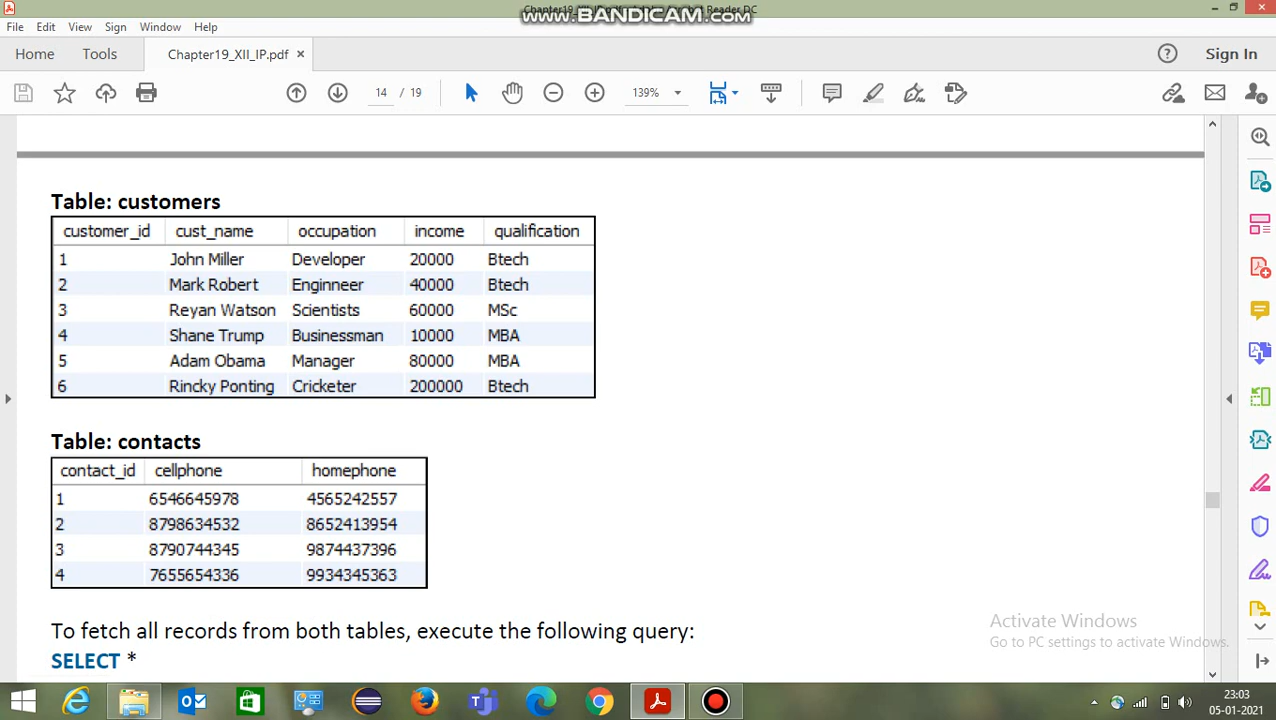 Reader DC
www.BANDICAM.com
File Edit View Sign Window Help
Home Tools Chapter19_XII_IP.pdf × Sign In
14 / 19 139%
Table: customers
customer_id cust_name occupation income qualification
1 John Miller Developer 20000 Btech
2 Mark Robert Enginneer 40000 Btech
3 Reyan Watson Scientists 60000 MSc
4 Shane Trump Businessman 10000 MBA
5 Adam Obama Manager 80000 MBA
6 Rincky Ponting Cricketer 200000 Btech
Table: contacts
contact_id cellphone homephone
1 6546645978 4565242557
2 8798634532 8652413954
3 8790744345 9874437396
4 7655654336 9934345363
To fetch all records from both tables, execute the following query:
SELECT *
Activate Windows
Go to PC settings to activate Windows.
23:03
05-01-2021